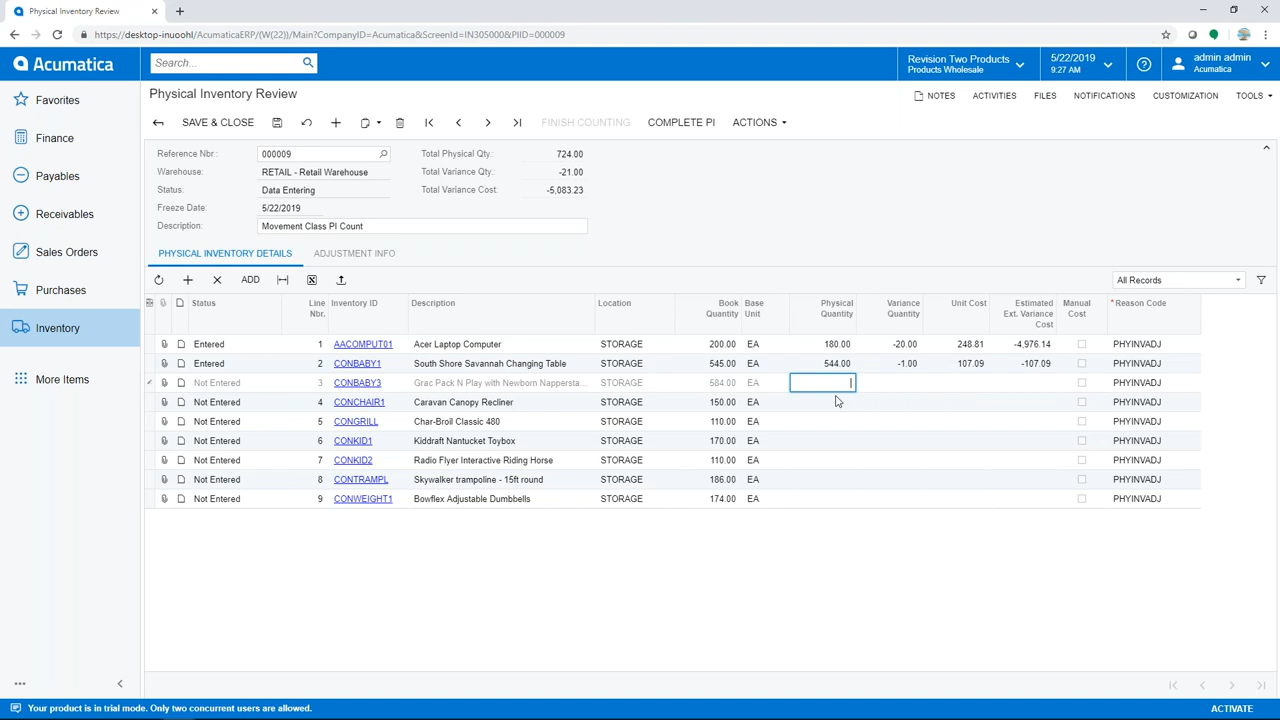 Physical Inventory Review
https://desktop-inuoohl/AcumaticaERP/(W(22))/Main?CompanyID=Acumatica&ScreenId=IN305000&PIID=000009
Acumatica
Search...
Revision Two Products
Products Wholesale
5/22/2019
9:27 AM
admin admin
Acumatica
Favorites
Finance
Payables
Receivables
Sales Orders
Purchases
Inventory
More Items
Physical Inventory Review
NOTES ACTIVITIES FILES NOTIFICATIONS CUSTOMIZATION TOOLS
SAVE & CLOSE FINISH COUNTING COMPLETE PI ACTIONS
Reference Nbr.: 000009 Total Physical Qty.: 724.00
Warehouse: RETAIL - Retail Warehouse Total Variance Qty.: -21.00
Status: Data Entering Total Variance Cost: -5,083.23
Freeze Date: 5/22/2019
Description: Movement Class PI Count
PHYSICAL INVENTORY DETAILS ADJUSTMENT INFO
ADD All Records
Status Line Nbr. Inventory ID Description Location Book Quantity Base Unit Physical Quantity Variance Quantity Unit Cost Estimated Ext. Variance Cost Manual Cost *Reason Code
Entered 1 AACOMPUT01 Acer Laptop Computer STORAGE 200.00 EA 180.00 -20.00 248.81 -4,976.14 PHYINVADJ
Entered 2 CONBABY1 South Shore Savannah Changing Table STORAGE 545.00 EA 544.00 -1.00 107.09 -107.09 PHYINVADJ
Not Entered 3 CONBABY3 Grac Pack N Play with Newborn Nappersta... STORAGE 584.00 EA PHYINVADJ
Not Entered 4 CONCHAIR1 Caravan Canopy Recliner STORAGE 150.00 EA PHYINVADJ
Not Entered 5 CONGRILL Char-Broil Classic 480 STORAGE 110.00 EA PHYINVADJ
Not Entered 6 CONKID1 Kiddraft Nantucket Toybox STORAGE 170.00 EA PHYINVADJ
Not Entered 7 CONKID2 Radio Flyer Interactive Riding Horse STORAGE 110.00 EA PHYINVADJ
Not Entered 8 CONTRAMPL Skywalker trampoline - 15ft round STORAGE 186.00 EA PHYINVADJ
Not Entered 9 CONWEIGHT1 Bowflex Adjustable Dumbbells STORAGE 174.00 EA PHYINVADJ
Your product is in trial mode. Only two concurrent users are allowed. ACTIVATE